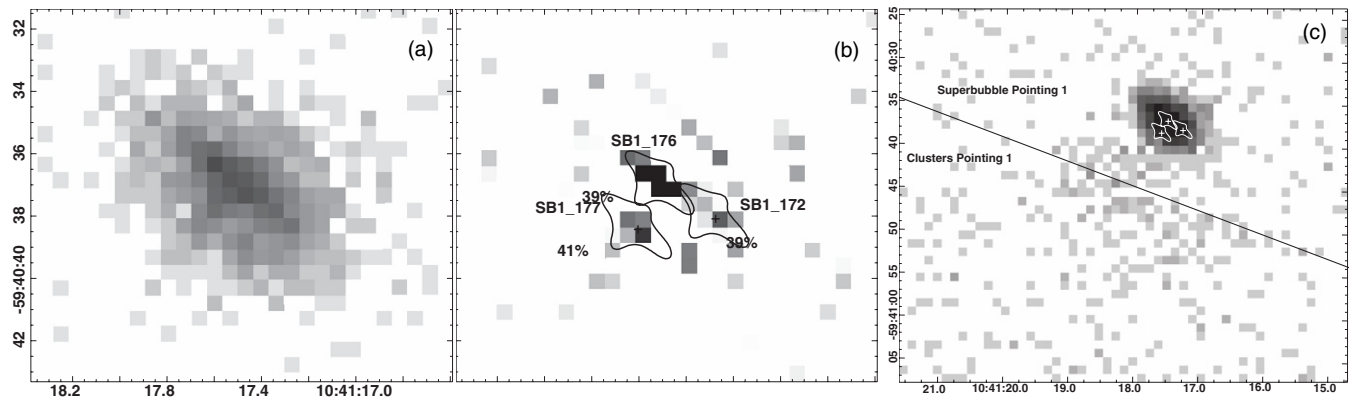 (a)
32
34
36
38
-59:40:40
42
18.2 17.8 17.4 10:41:17.0
(b)
SB1_176
39%
SB1_177
SB1_172
39%
41%
(c)
25
40:30
35
40
45
50
55
-59:41:00
05
Superbubble Pointing 1
Clusters Pointing 1
21.0 10:41:20.0 19.0 18.0 17.0 16.0 15.0